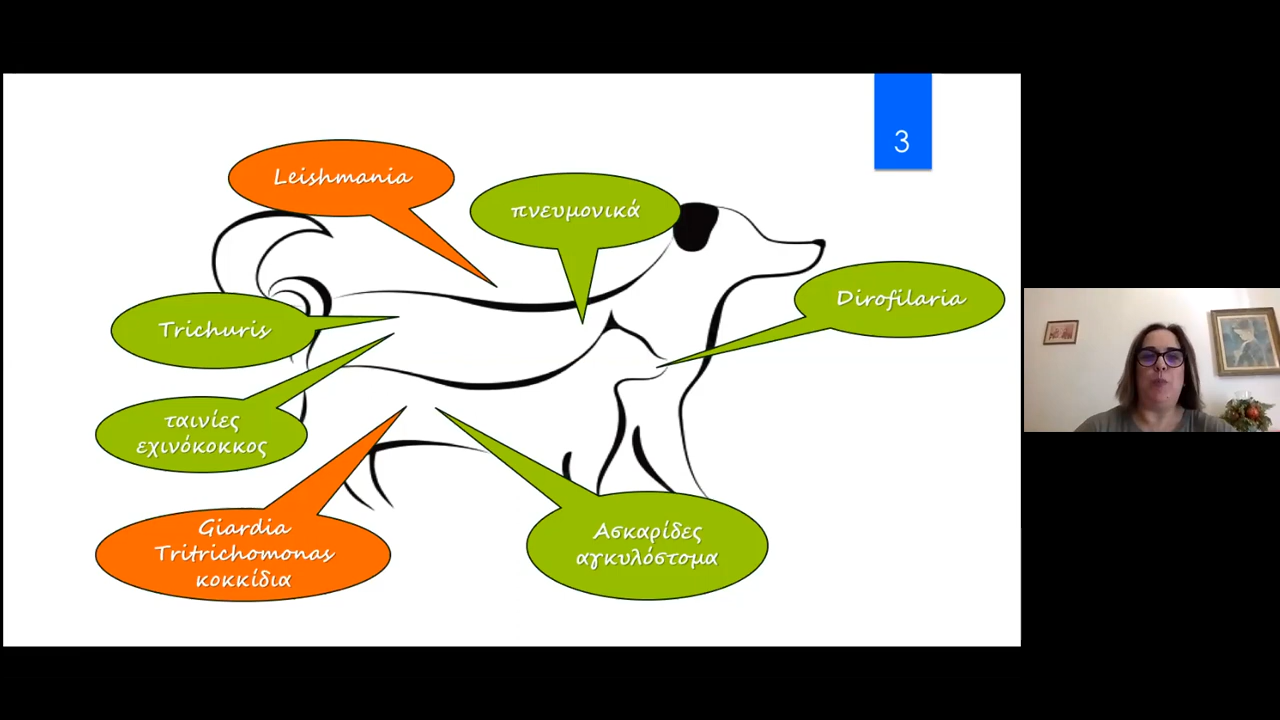 3
Leishmania
πνευμονικά
Dirofilaria
Trichuris
ταινίες
εχινόκοκκος
Giardia
Tritrichomonas
κοκκίδια
Ασκαρίδες
αγκυλόστομα